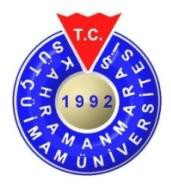 T.C.
KAHRAMANMARAŞ
SÜTÇÜ İMAM ÜNİVERSİTESİ
1992